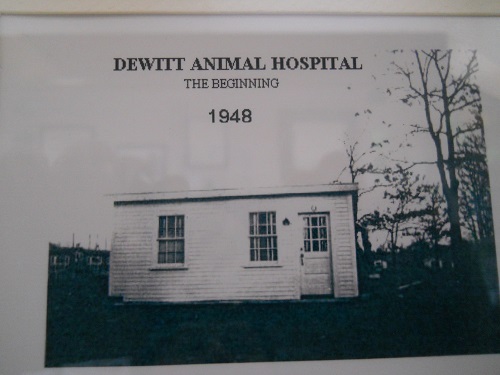 DEWITT ANIMAL HOSPITAL
THE BEGINNING
1948